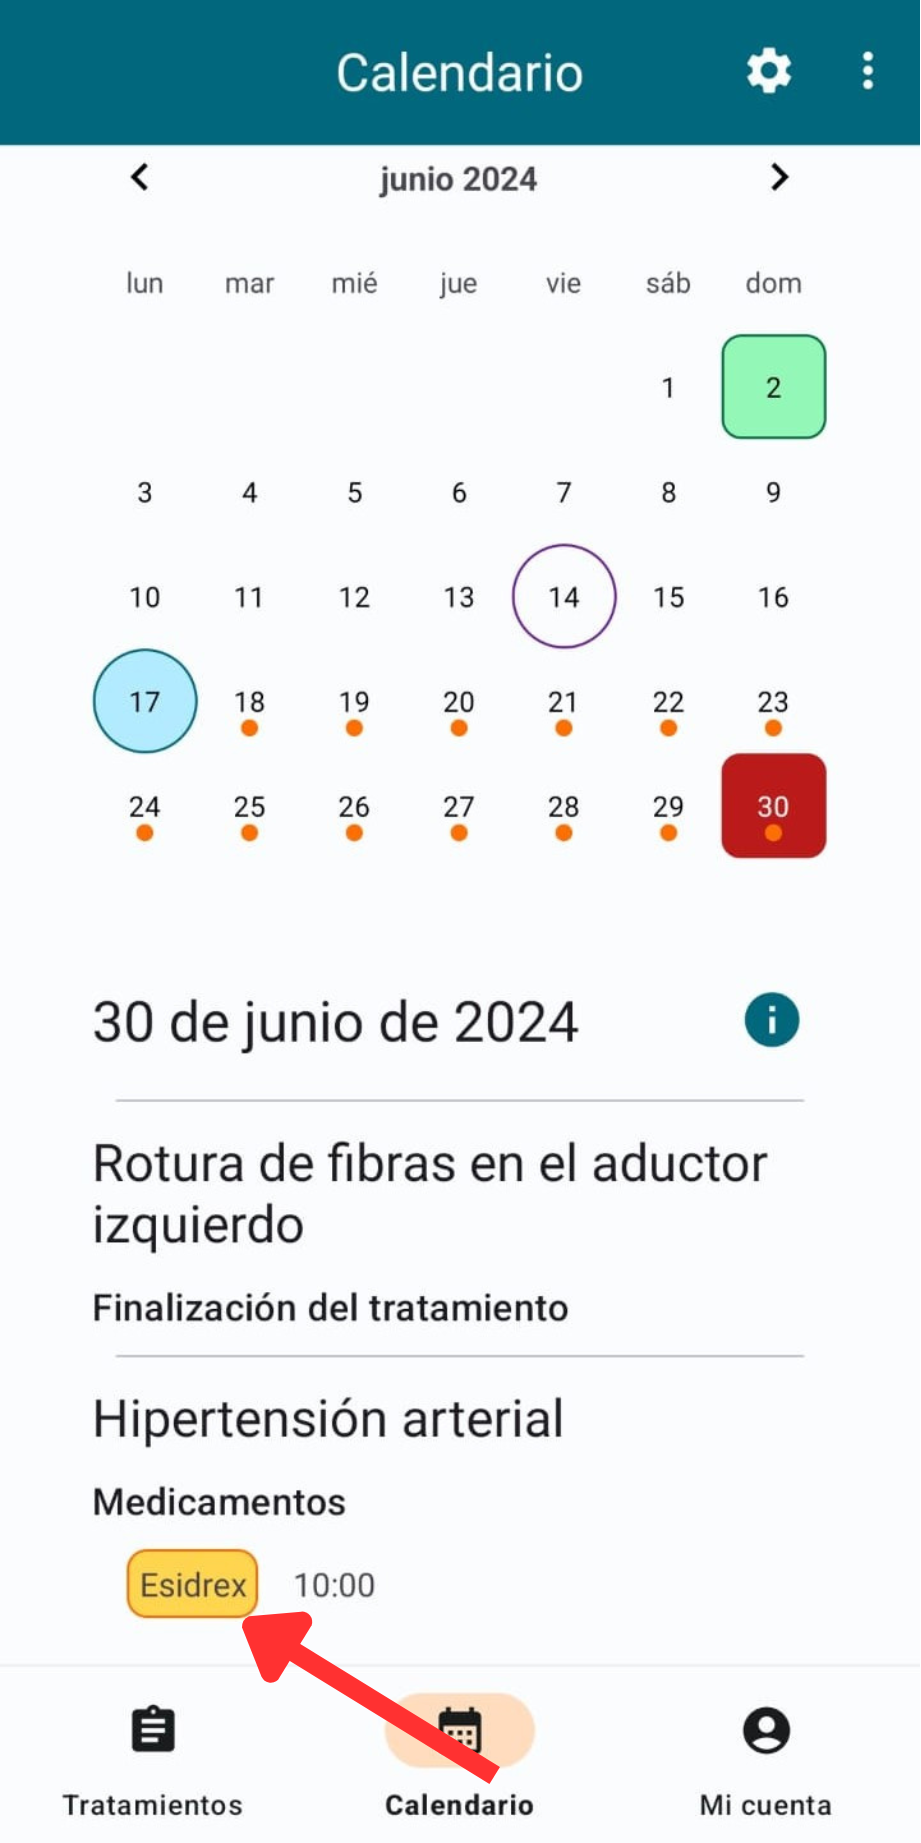 Calendario
junio 2024
lun mar mié jue vie sáb dom
1 2
3 4 5 6 7 8 9
10 11 12 13 14 15 16
17 18 19 20 21 22 23
24 25 26 27 28 29 30
30 de junio de 2024
Rotura de fibras en el aductor
izquierdo
Finalización del tratamiento
Hipertensión arterial
Medicamentos
Esidrex 10:00
Tratamientos Calendario Mi cuenta